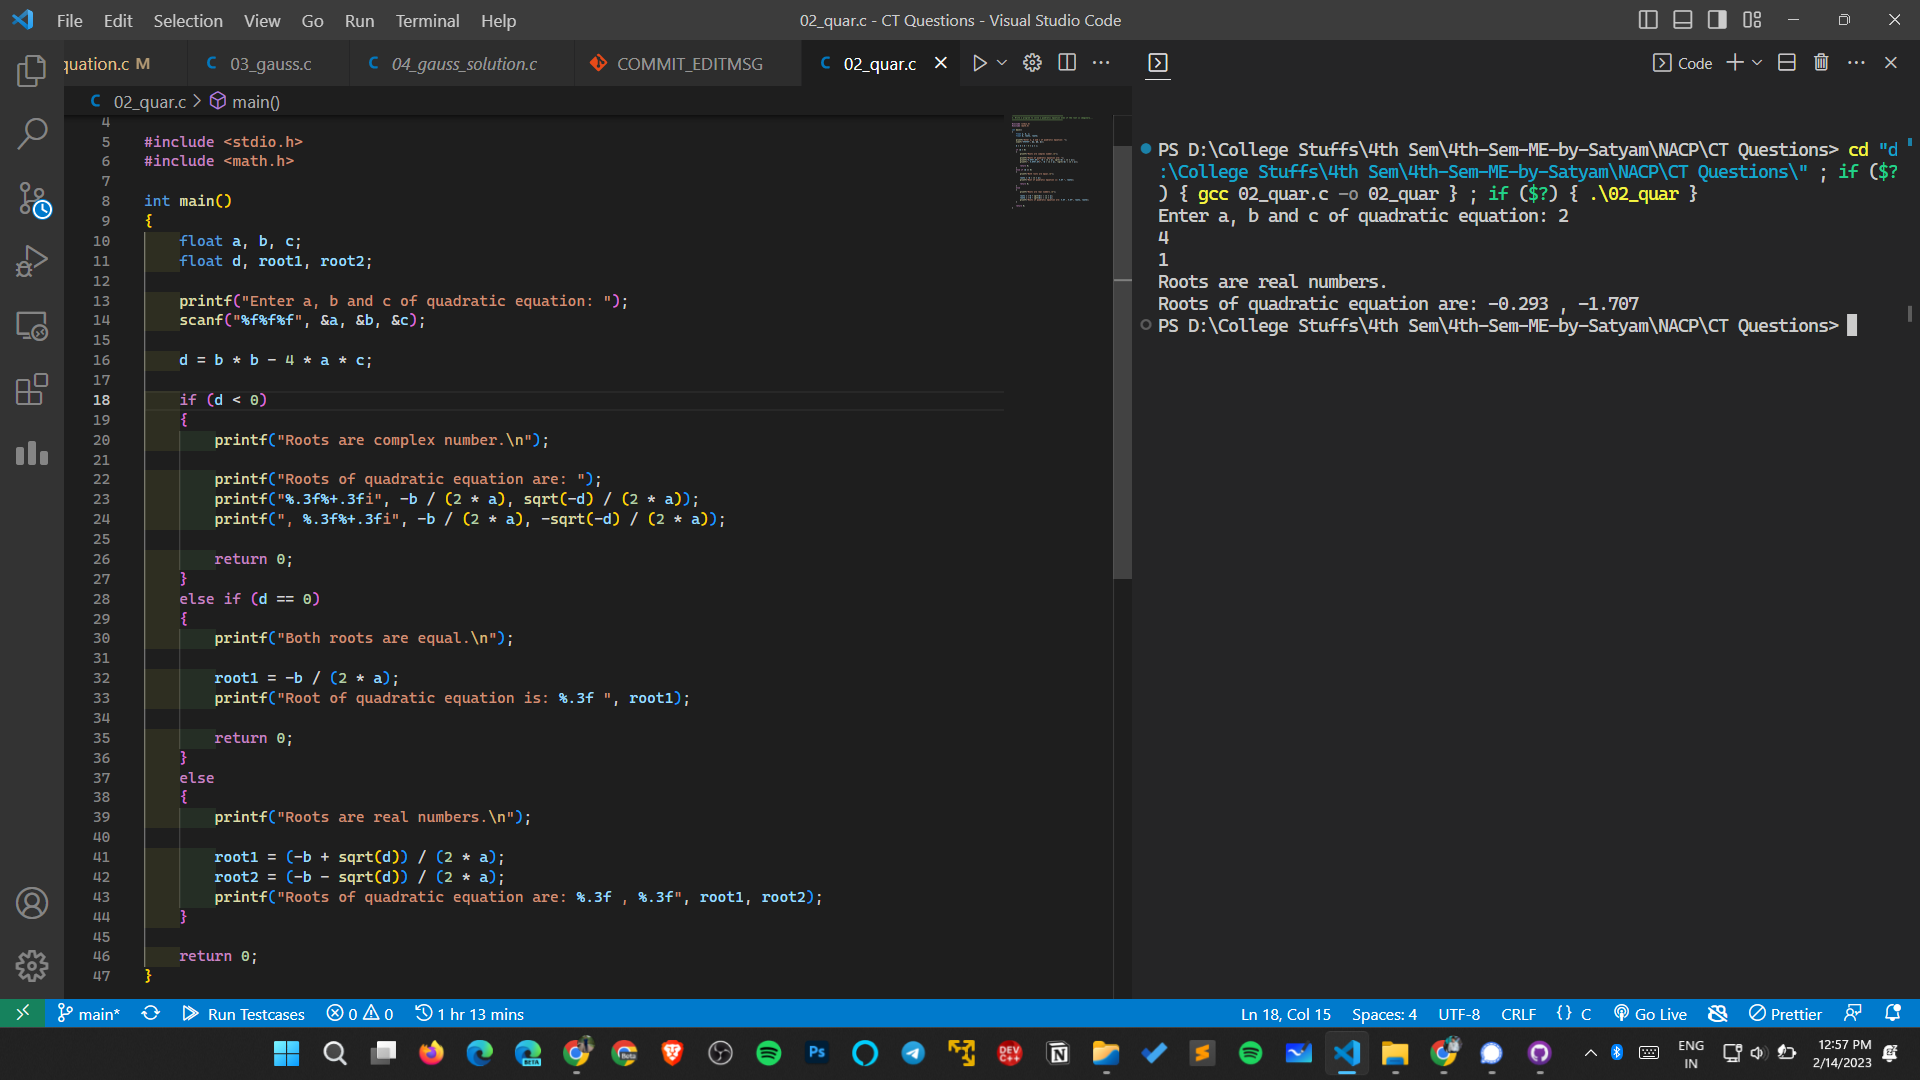 File Edit Selection View Go Run Terminal Help
02_quar.c - CT Questions - Visual Studio Code
quation.c M
03_gauss.c
04_gauss_solution.c
COMMIT_EDITMSG
02_quar.c
Code
02_quar.c > main()
4
5 #include <stdio.h>
6 #include <math.h>
7
8 int main()
9 {
10 float a, b, c;
11 float d, root1, root2;
12
13 printf("Enter a, b and c of quadratic equation: ");
14 scanf("%f%f%f", &a, &b, &c);
15
16 d = b * b - 4 * a * c;
17
18 if (d < 0)
19 {
20 printf("Roots are complex number.\n");
21
22 printf("Roots of quadratic equation are: ");
23 printf("%.3f%+.3fi", -b / (2 * a), sqrt(-d) / (2 * a));
24 printf(", %.3f%+.3fi", -b / (2 * a), -sqrt(-d) / (2 * a));
25
26 return 0;
27 }
28 else if (d == 0)
29 {
30 printf("Both roots are equal.\n");
31
32 root1 = -b / (2 * a);
33 printf("Root of quadratic equation is: %.3f ", root1);
34
35 return 0;
36 }
37 else
38 {
39 printf("Roots are real numbers.\n");
40
41 root1 = (-b + sqrt(d)) / (2 * a);
42 root2 = (-b - sqrt(d)) / (2 * a);
43 printf("Roots of quadratic equation are: %.3f , %.3f", root1, root2);
44 }
45
46 return 0;
47 }
PS D:\College Stuffs\4th Sem\4th-Sem-ME-by-Satyam\NACP\CT Questions> cd "d
:\College Stuffs\4th Sem\4th-Sem-ME-by-Satyam\NACP\CT Questions\" ; if ($?
) { gcc 02_quar.c -o 02_quar } ; if ($?) { .\02_quar }
Enter a, b and c of quadratic equation: 2
4
1
Roots are real numbers.
Roots of quadratic equation are: -0.293 , -1.707
PS D:\College Stuffs\4th Sem\4th-Sem-ME-by-Satyam\NACP\CT Questions>
main* Run Testcases 0 0 1 hr 13 mins
Ln 18, Col 15 Spaces: 4 UTF-8 CRLF {} C Go Live Prettier
BETA
Beta
Ps
DEV C++
N
S
ENG
IN
12:57 PM
2/14/2023